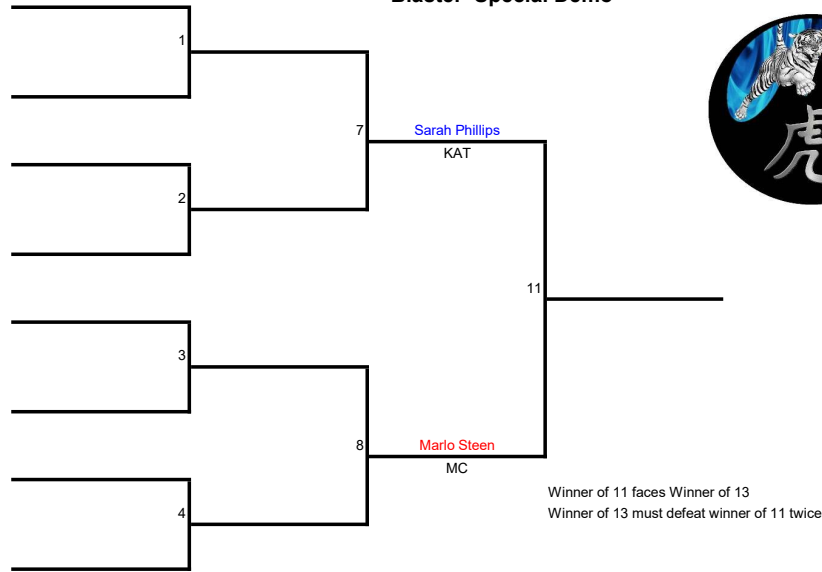 1
7
Sarah Phillips
KAT
2
11
3
8
Marlo Steen
MC
Winner of 11 faces Winner of 13
Winner of 13 must defeat winner of 11 twice
4
虎